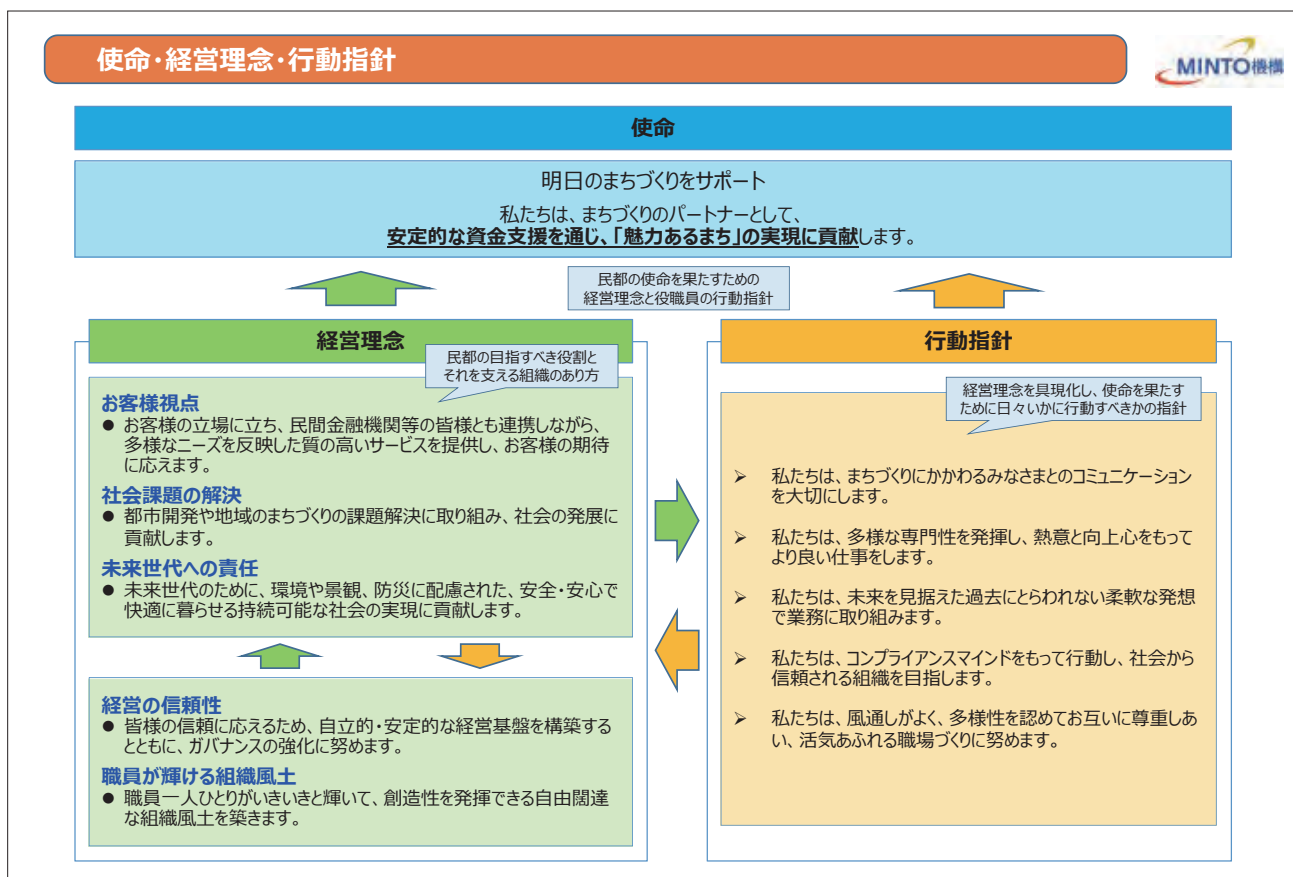 使命・経営理念・行動指針
MINTO機構
使命
明日のまちづくりをサポート
私たちは、まちづくりのパートナーとして、
安定的な資金支援を通じ、「魅力あるまち」の実現に貢献します。
民都の使命を果たすための
経営理念と役職員の行動指針
経営理念
民都の目指すべき役割と
それを支える組織のあり方
お客様視点
● お客様の立場に立ち、民間金融機関等の皆様とも連携しながら、
多様なニーズを反映した質の高いサービスを提供し、お客様の期待
に応えます。
社会課題の解決
● 都市開発や地域のまちづくりの課題解決に取り組み、社会の発展に
貢献します。
未来世代への責任
● 未来世代のために、環境や景観、防災に配慮された、安全・安心で
快適に暮らせる持続可能な社会の実現に貢献します。
経営の信頼性
● 皆様の信頼に応えるため、自立的・安定的な経営基盤を構築する
とともに、ガバナンスの強化に努めます。
職員が輝ける組織風土
● 職員一人ひとりがいきいきと輝いて、創造性を発揮できる自由闊達
な組織風土を築きます。
行動指針
経営理念を具現化し、使命を果たす
ために日々いかに行動すべきかの指針
➢ 私たちは、まちづくりにかかわるみなさまとのコミュニケーション
を大切にします。
➢ 私たちは、多様な専門性を発揮し、熱意と向上心をもって
より良い仕事をします。
➢ 私たちは、未来を見据えた過去にとらわれない柔軟な発想
で業務に取り組みます。
➢ 私たちは、コンプライアンスマインドをもって行動し、社会から
信頼される組織を目指します。
➢ 私たちは、風通しがよく、多様性を認めてお互いに尊重しあ
い、活気あふれる職場づくりに努めます。